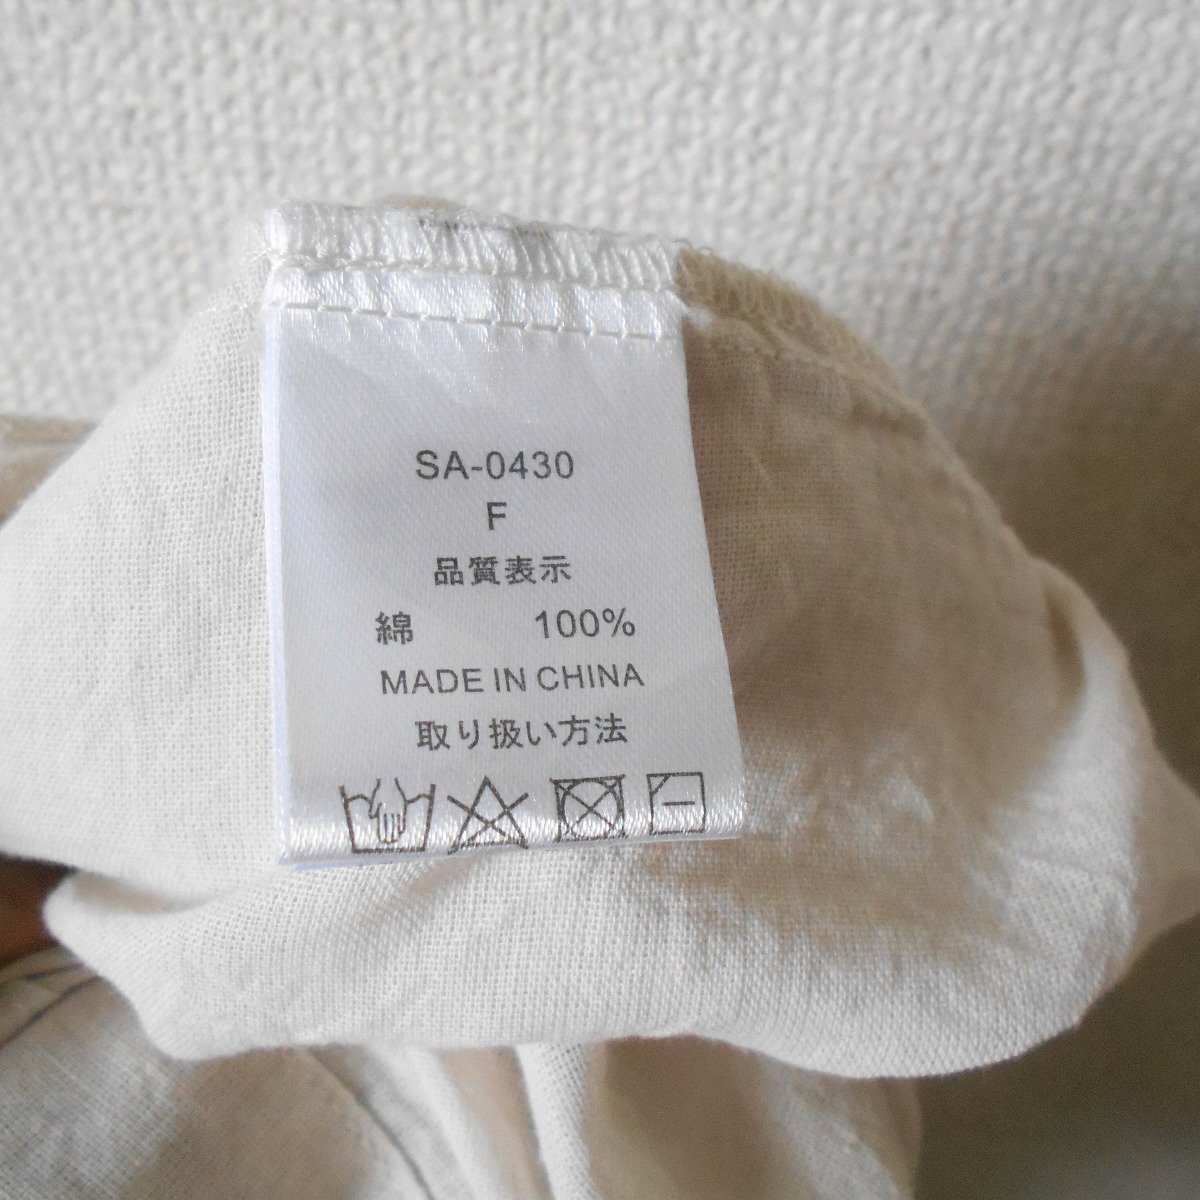 SA-0430
F
品質表示
綿 100%
MADE IN CHINA
取り扱い方法